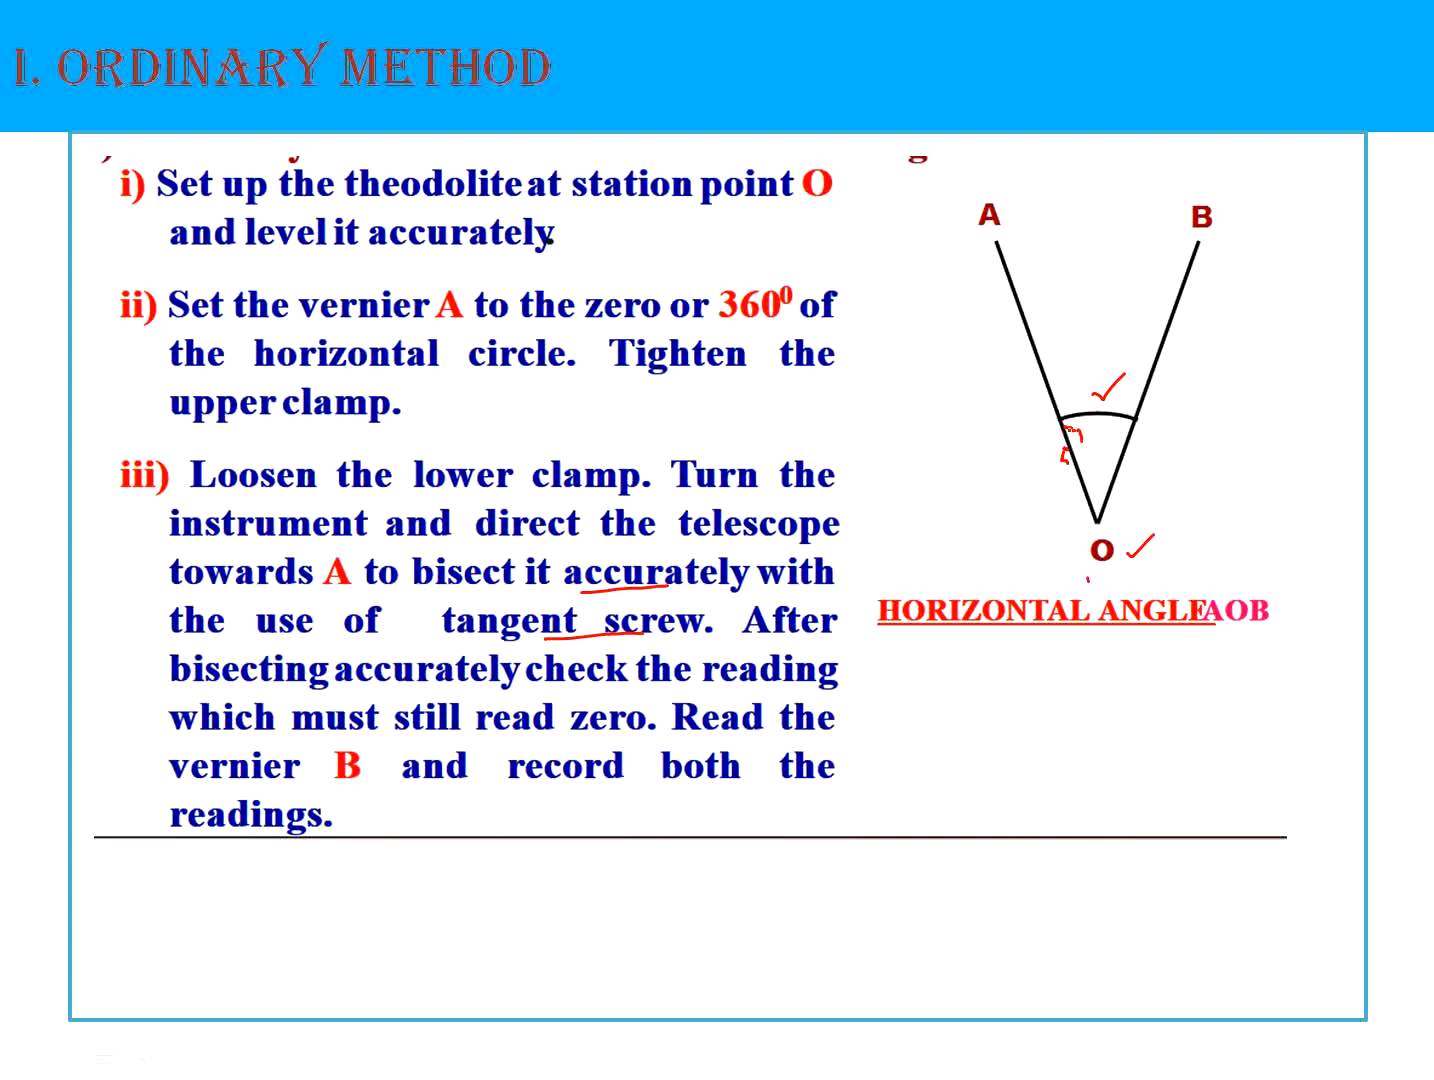 I. ORDINARY METHOD
i) Set up the theodolite at station point O
and level it accurately.
ii) Set the vernier A to the zero or 360⁰ of
the horizontal circle. Tighten the
upper clamp.
iii) Loosen the lower clamp. Turn the
instrument and direct the telescope
towards A to bisect it accurately with
the use of tangent screw. After
bisecting accurately check the reading
which must still read zero. Read the
vernier B and record both the
readings.
A
B
O
HORIZONTAL ANGLE AOB